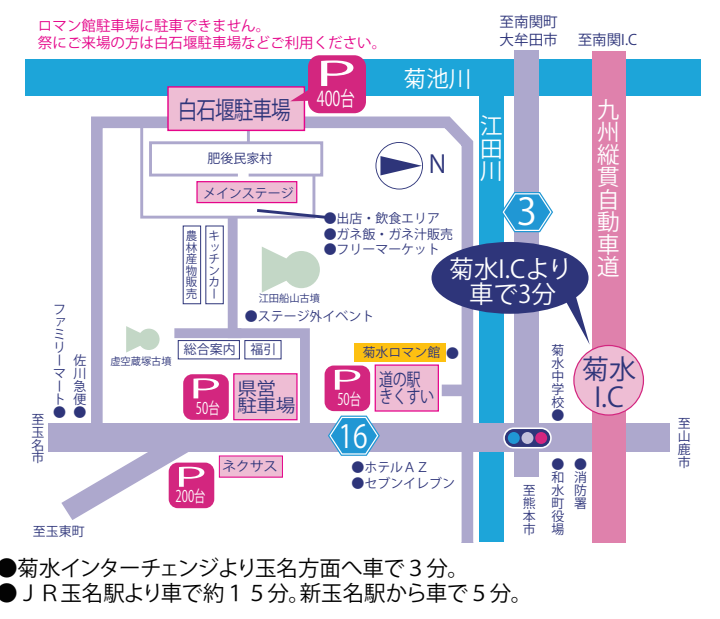 ロマン館駐車場に駐車できません。
祭にご来場の方は白石堰駐車場などご利用ください。
至南関町
大牟田市
至南関I.C
P
400台
菊池川
白石堰駐車場
肥後民家村
メインステージ
N
江田川
3
九州縦貫自動車道
●出店・飲食エリア
●ガネ飯・ガネ汁販売
●フリーマーケット
農林産物販売
キッチンカー
江田船山古墳
●ステージ外イベント
菊水I.Cより
車で3分
虚空蔵塚古墳
総合案内
福引
菊水ロマン館●
ファミリーマート●
佐川急便●
P
50台
県営
駐車場
P
50台
道の駅
きくすい
菊水中学校●
菊水
I.C
至玉名市
16
至山鹿市
P
200台
ネクサス
●ホテルAZ
●セブンイレブン
至熊本市
●和水町役場
●消防署
至玉東町
●菊水インターチェンジより玉名方面へ車で３分。
●ＪＲ玉名駅より車で約１５分。新玉名駅から車で５分。